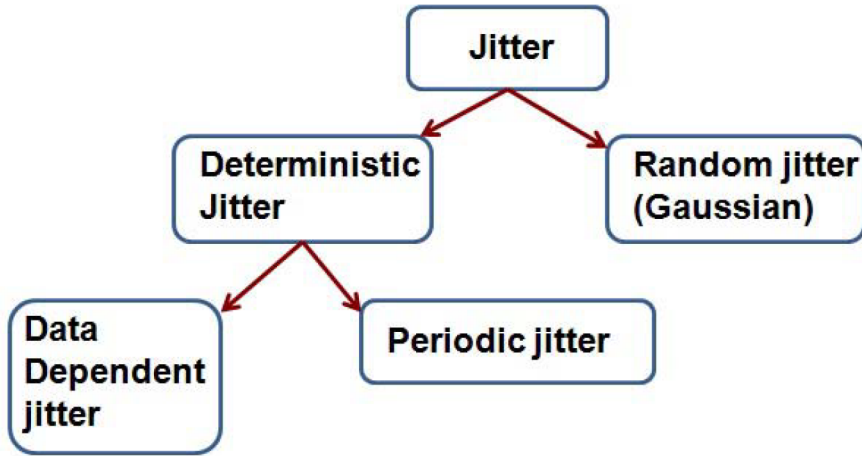 Jitter
Deterministic
Jitter
Random jitter
(Gaussian)
Data
Dependent
jitter
Periodic jitter